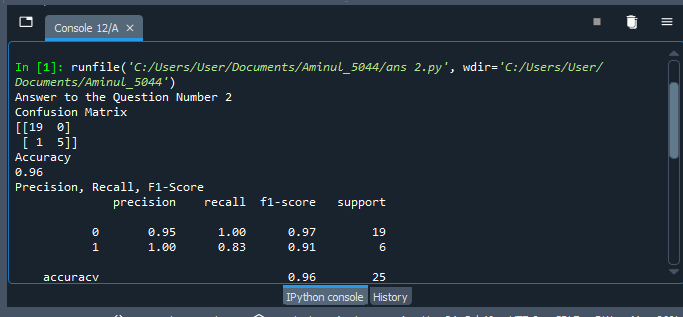 Console 12/A
In [1]: runfile('C:/Users/User/Documents/Aminul_5044/ans 2.py', wdir='C:/Users/User/
Documents/Aminul_5044')
Answer to the Question Number 2
Confusion Matrix
[[19  0]
 [ 1  5]]
Accuracy
0.96
Precision, Recall, F1-Score
              precision    recall  f1-score   support
           0       0.95      1.00      0.97        19
           1       1.00      0.83      0.91         6
    accuracy                           0.96        25
IPython console History